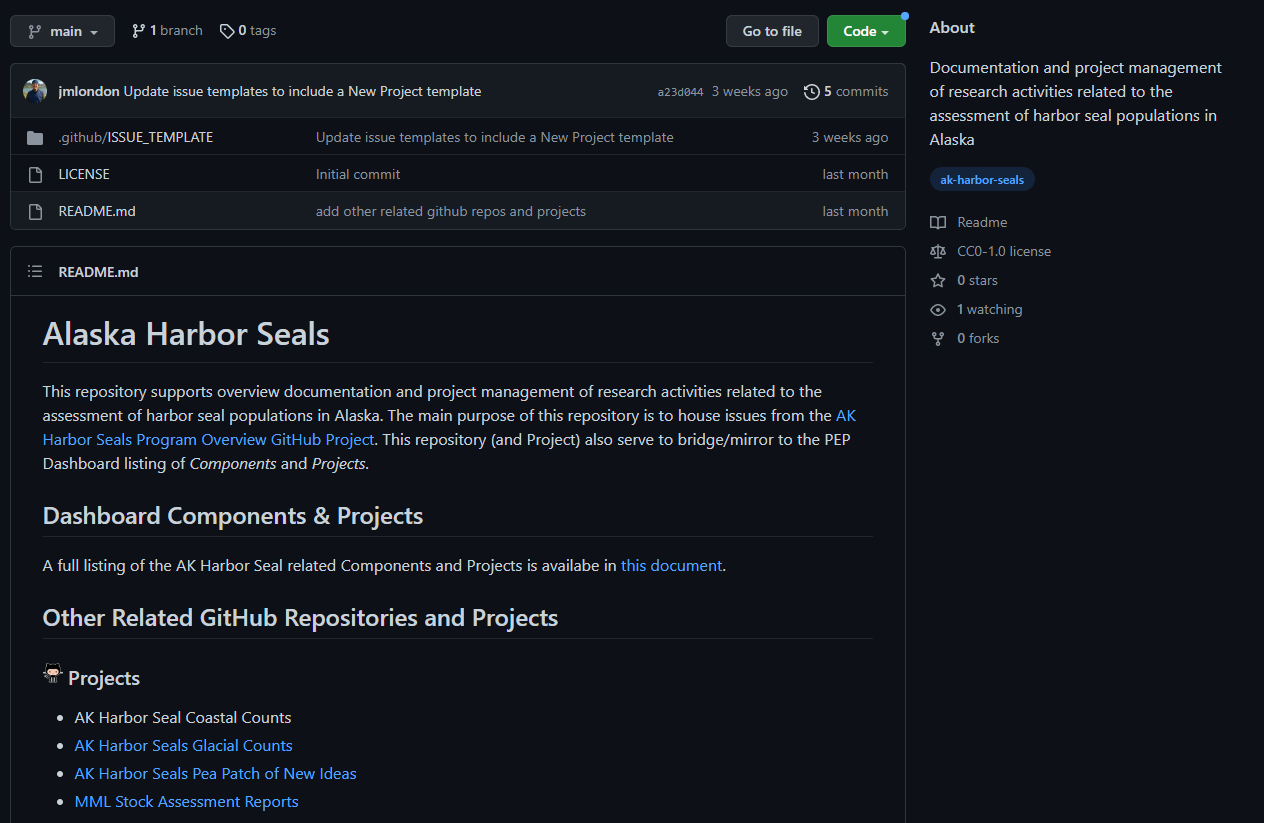 main
1 branch
0 tags
Go to file
Code
jmlondon Update issue templates to include a New Project template
a23d044 3 weeks ago
5 commits
.github/ISSUE_TEMPLATE
Update issue templates to include a New Project template
3 weeks ago
LICENSE
Initial commit
last month
README.md
add other related github repos and projects
last month
README.md
Alaska Harbor Seals
This repository supports overview documentation and project management of research activities related to the
assessment of harbor seal populations in Alaska. The main purpose of this repository is to house issues from the AK
Harbor Seals Program Overview GitHub Project. This repository (and Project) also serve to bridge/mirror to the PEP
Dashboard listing of Components and Projects.
Dashboard Components & Projects
A full listing of the AK Harbor Seal related Components and Projects is availabe in this document.
Other Related GitHub Repositories and Projects
Projects
AK Harbor Seal Coastal Counts
AK Harbor Seals Glacial Counts
AK Harbor Seals Pea Patch of New Ideas
MML Stock Assessment Reports
About
Documentation and project management
of research activities related to the
assessment of harbor seal populations in
Alaska
ak-harbor-seals
Readme
CC0-1.0 license
0 stars
1 watching
0 forks